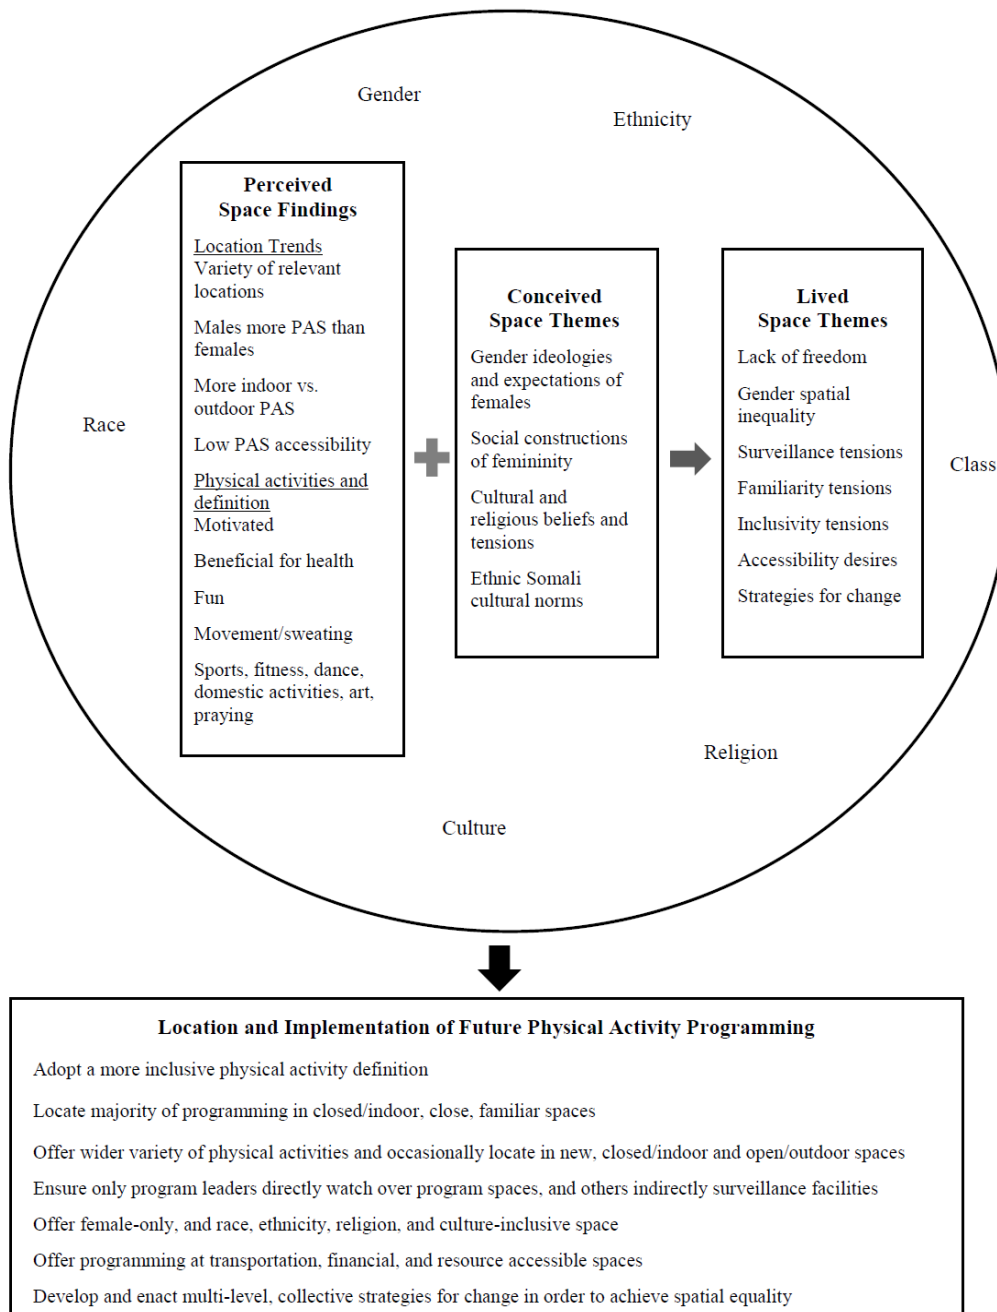 Gender
Ethnicity
Race
Class
Religion
Culture
Perceived
Space Findings
Location Trends
Variety of relevant
locations
Males more PAS than
females
More indoor vs.
outdoor PAS
Low PAS accessibility
Physical activities and
definition
Motivated
Beneficial for health
Fun
Movement/sweating
Sports, fitness, dance,
domestic activities, art,
praying
Conceived
Space Themes
Gender ideologies
and expectations of
females
Social constructions
of femininity
Cultural and
religious beliefs and
tensions
Ethnic Somali
cultural norms
Lived
Space Themes
Lack of freedom
Gender spatial
inequality
Surveillance tensions
Familiarity tensions
Inclusivity tensions
Accessibility desires
Strategies for change
Location and Implementation of Future Physical Activity Programming
Adopt a more inclusive physical activity definition
Locate majority of programming in closed/indoor, close, familiar spaces
Offer wider variety of physical activities and occasionally locate in new, closed/indoor and open/outdoor spaces
Ensure only program leaders directly watch over program spaces, and others indirectly surveillance facilities
Offer female-only, and race, ethnicity, religion, and culture-inclusive space
Offer programming at transportation, financial, and resource accessible spaces
Develop and enact multi-level, collective strategies for change in order to achieve spatial equality